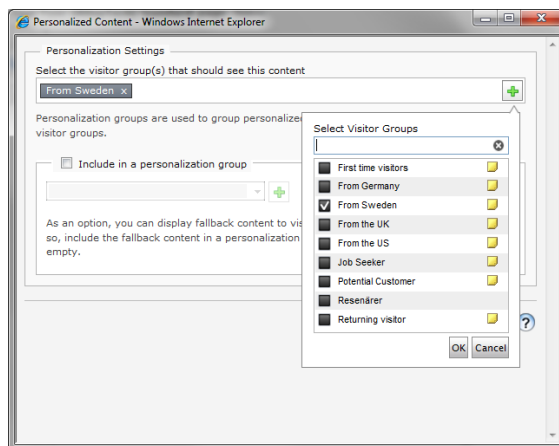 Personalized Content - Windows Internet Explorer
Personalization Settings
Select the visitor group(s) that should see this content
From Sweden x
Personalization groups are used to group personalized
visitor groups.
Include in a personalization group
As an option, you can display fallback content to
so, include the fallback content in a personalization
empty.
Select Visitor Groups
First time visitors
From Germany
From Sweden
From the UK
From the US
Job Seeker
Potential Customer
Resenärer
Returning visitor
OK Cancel
?